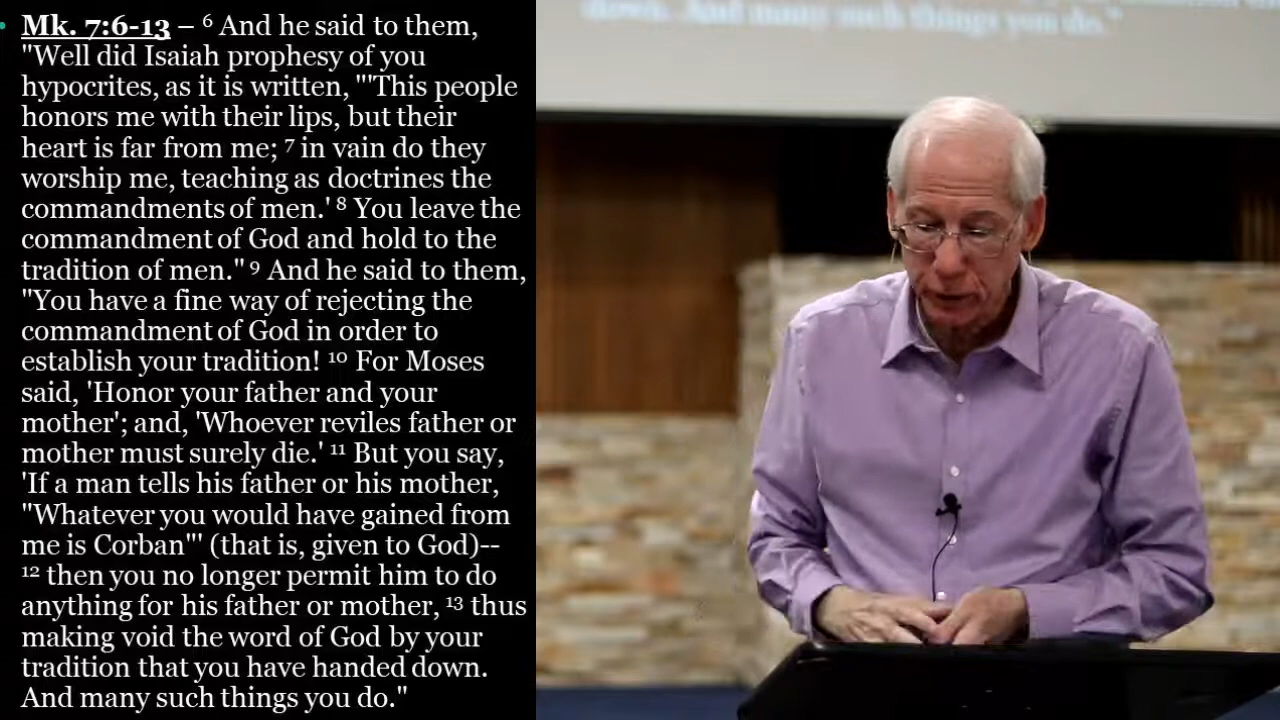 • Mk. 7:6-13 – ⁶ And he said to them,
"Well did Isaiah prophesy of you
hypocrites, as it is written, "'This people
honors me with their lips, but their
heart is far from me; ⁷ in vain do they
worship me, teaching as doctrines the
commandments of men.' ⁸ You leave the
commandment of God and hold to the
tradition of men." ⁹ And he said to them,
"You have a fine way of rejecting the
commandment of God in order to
establish your tradition! ¹⁰ For Moses
said, 'Honor your father and your
mother'; and, 'Whoever reviles father or
mother must surely die.' ¹¹ But you say,
'If a man tells his father or his mother,
"Whatever you would have gained from
me is Corban"' (that is, given to God)--
¹² then you no longer permit him to do
anything for his father or mother, ¹³ thus
making void the word of God by your
tradition that you have handed down.
And many such things you do."
down. And many such things you do."